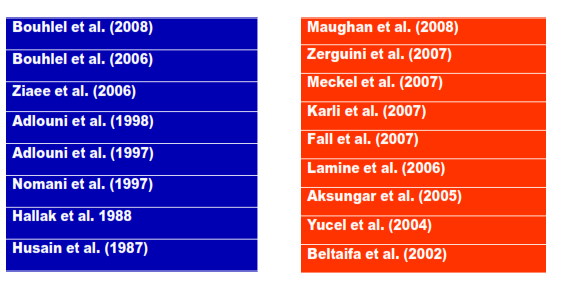 Bouhlel et al. (2008)
Bouhlel et al. (2006)
Ziaee et al. (2006)
Adlouni et al. (1998)
Adlouni et al. (1997)
Nomani et al. (1997)
Hallak et al. 1988
Husain et al. (1987)
Maughan et al. (2008)
Zerguini et al. (2007)
Meckel et al. (2007)
Karli et al. (2007)
Fall et al. (2007)
Lamine et al. (2006)
Aksungar et al. (2005)
Yucel et al. (2004)
Beltaifa et al. (2002)